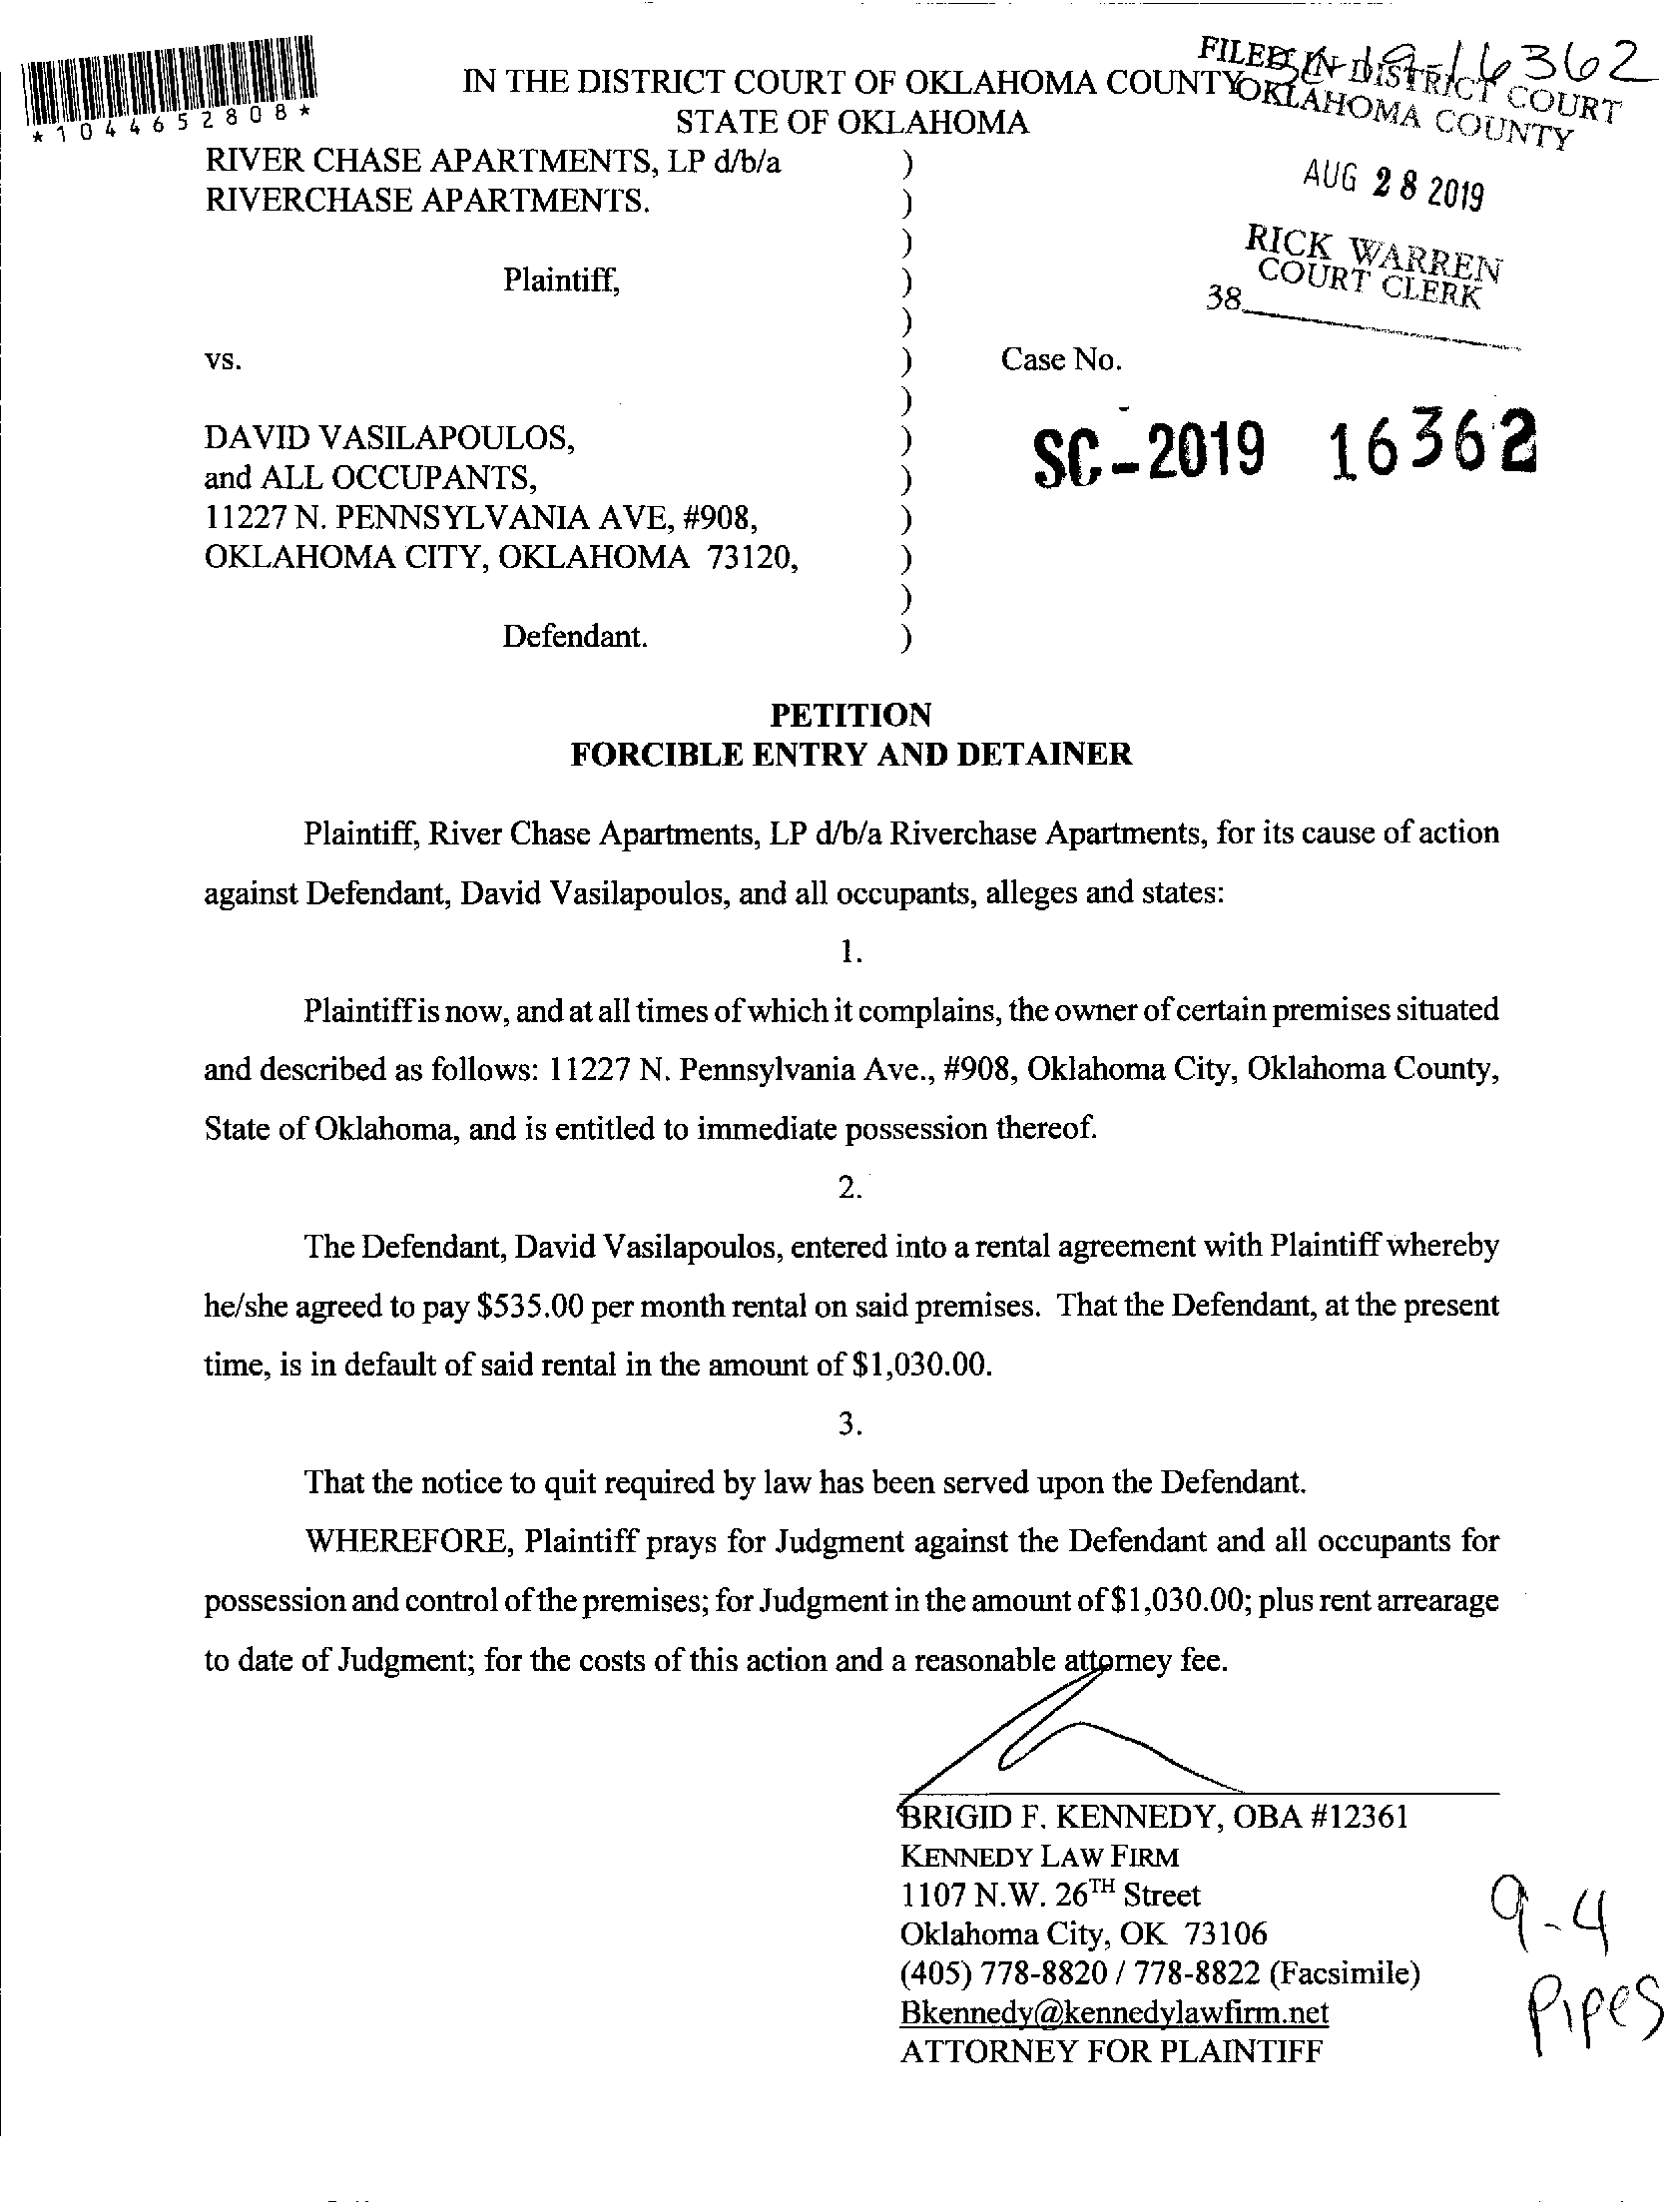 *1044652808*
SC-19-16362
FILED IN DISTRICT COURT
OKLAHOMA COUNTY
AUG 28 2019
RICK WARREN
COURT CLERK
38
IN THE DISTRICT COURT OF OKLAHOMA COUNTY
STATE OF OKLAHOMA
RIVER CHASE APARTMENTS, LP d/b/a )
RIVERCHASE APARTMENTS. )
)
Plaintiff, )
)
vs. ) Case No.
)
DAVID VASILAPOULOS, ) SC-2019 16362
and ALL OCCUPANTS, )
11227 N. PENNSYLVANIA AVE, #908, )
OKLAHOMA CITY, OKLAHOMA 73120, )
)
Defendant. )
PETITION
FORCIBLE ENTRY AND DETAINER
Plaintiff, River Chase Apartments, LP d/b/a Riverchase Apartments, for its cause of action
against Defendant, David Vasilapoulos, and all occupants, alleges and states:
1.
Plaintiff is now, and at all times of which it complains, the owner of certain premises situated
and described as follows: 11227 N. Pennsylvania Ave., #908, Oklahoma City, Oklahoma County,
State of Oklahoma, and is entitled to immediate possession thereof.
2.
The Defendant, David Vasilapoulos, entered into a rental agreement with Plaintiff whereby
he/she agreed to pay $535.00 per month rental on said premises. That the Defendant, at the present
time, is in default of said rental in the amount of $1,030.00.
3.
That the notice to quit required by law has been served upon the Defendant.
WHEREFORE, Plaintiff prays for Judgment against the Defendant and all occupants for
possession and control of the premises; for Judgment in the amount of $1,030.00; plus rent arrearage
to date of Judgment; for the costs of this action and a reasonable attorney fee.
BRIGID F. KENNEDY, OBA #12361
KENNEDY LAW FIRM
1107 N.W. 26TH Street
Oklahoma City, OK 73106
(405) 778-8820 / 778-8822 (Facsimile)
Bkennedy@kennedylawfirm.net
ATTORNEY FOR PLAINTIFF
9-4
Pipes